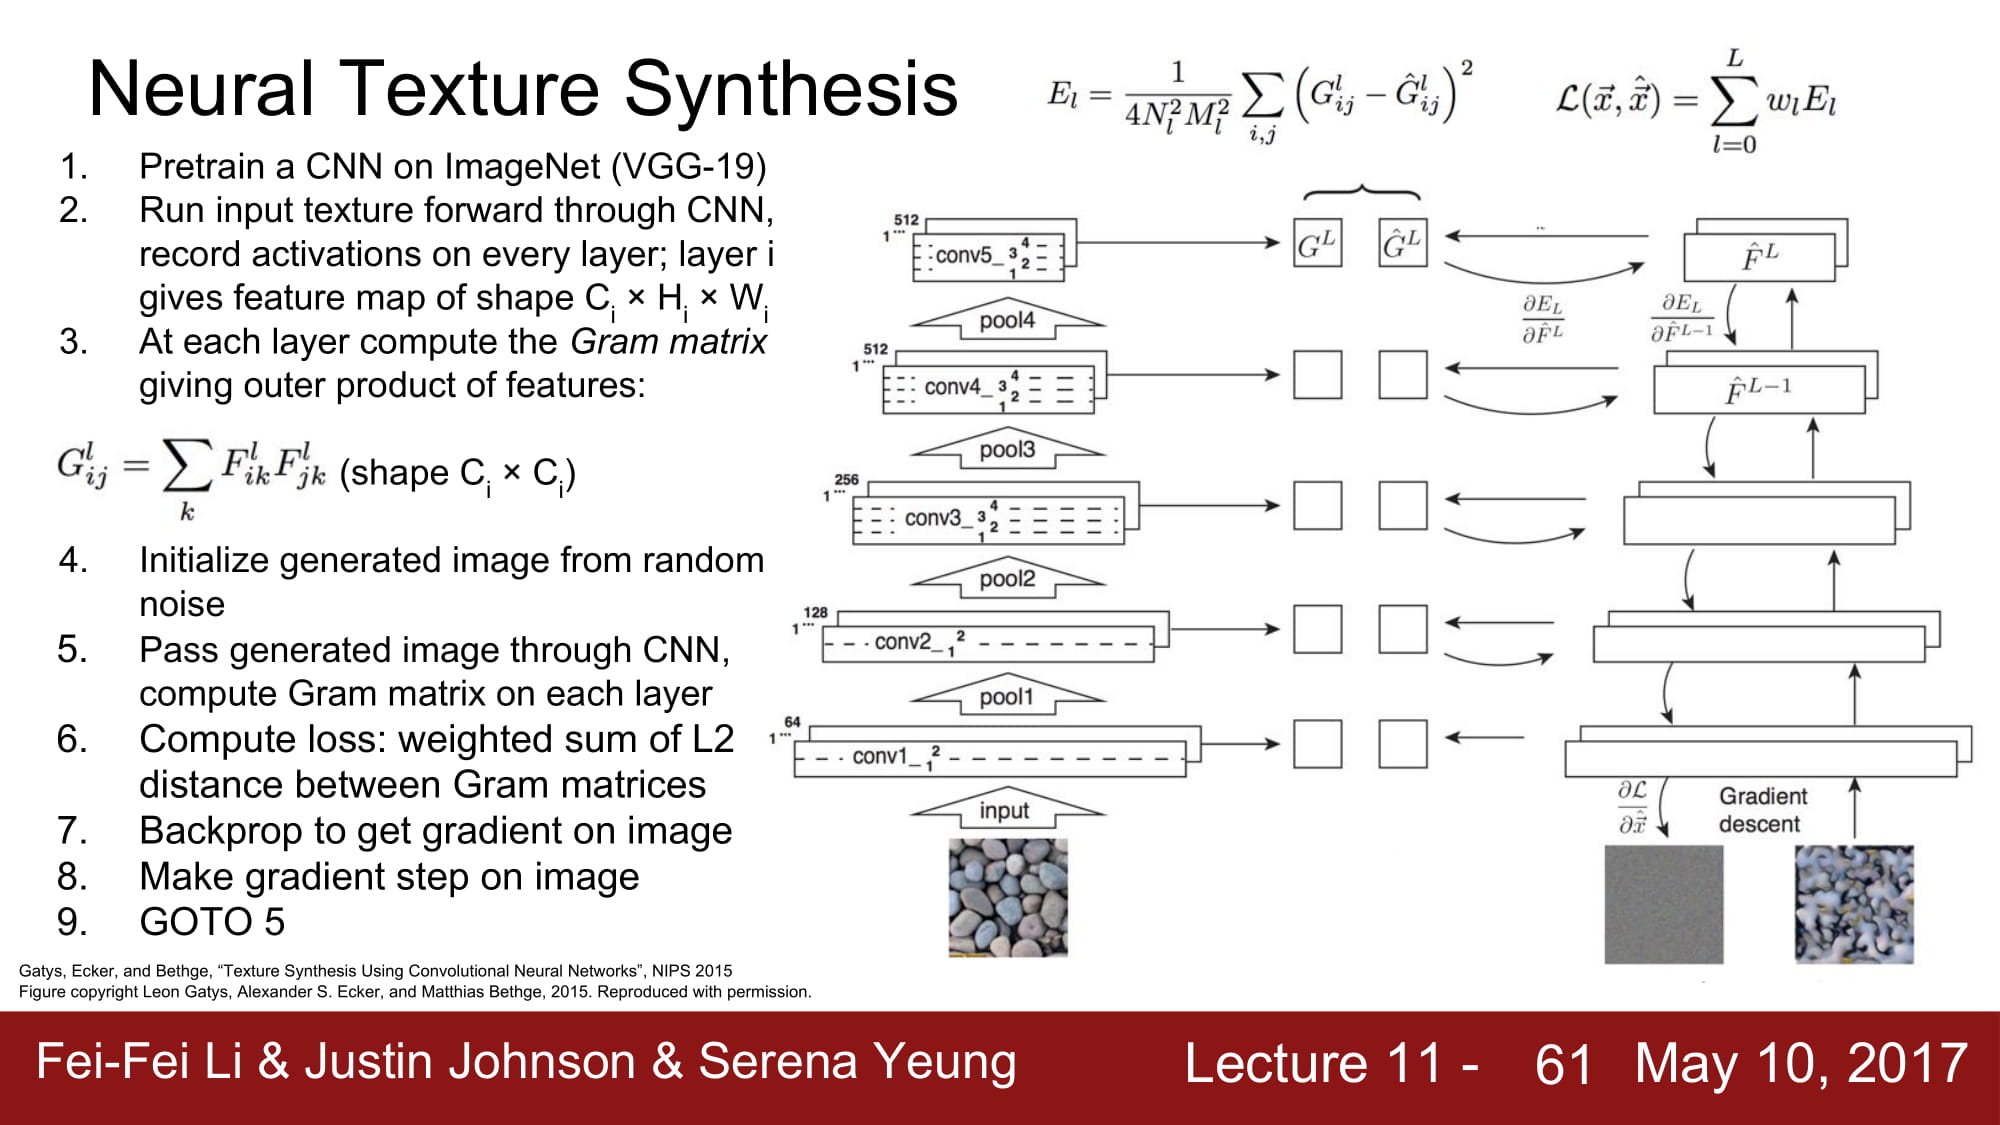 Neural Texture Synthesis
E_l = \frac{1}{4N_l^2 M_l^2} \sum_{i,j} \left( G_{ij}^l - \hat{G}_{ij}^l \right)^2
\mathcal{L}(\vec{x}, \hat{\vec{x}}) = \sum_{l=0}^{L} w_l E_l
1. Pretrain a CNN on ImageNet (VGG-19)
2. Run input texture forward through CNN,
record activations on every layer; layer i
gives feature map of shape C_i × H_i × W_i
3. At each layer compute the Gram matrix
giving outer product of features:
G_{ij}^l = \sum_k F_{ik}^l F_{jk}^l (shape C_i × C_i)
4. Initialize generated image from random
noise
5. Pass generated image through CNN,
compute Gram matrix on each layer
6. Compute loss: weighted sum of L2
distance between Gram matrices
7. Backprop to get gradient on image
8. Make gradient step on image
9. GOTO 5
512
1...
conv5_ 1 2 3 4
G^L
\hat{G}^L
\hat{F}^L
pool4
\frac{\partial E_L}{\partial \hat{F}^L}
\frac{\partial E_L}{\partial \hat{F}^{L-1}}
512
1...
conv4_ 1 2 3 4
\hat{F}^{L-1}
pool3
256
1...
conv3_ 1 2 3 4
pool2
128
1...
conv2_ 1 2
pool1
64
1...
conv1_ 1 2
input
\frac{\partial \mathcal{L}}{\partial \hat{\vec{x}}}
Gradient
descent
Gatys, Ecker, and Bethge, “Texture Synthesis Using Convolutional Neural Networks”, NIPS 2015
Figure copyright Leon Gatys, Alexander S. Ecker, and Matthias Bethge, 2015. Reproduced with permission.
Fei-Fei Li & Justin Johnson & Serena Yeung
Lecture 11 - 61 May 10, 2017